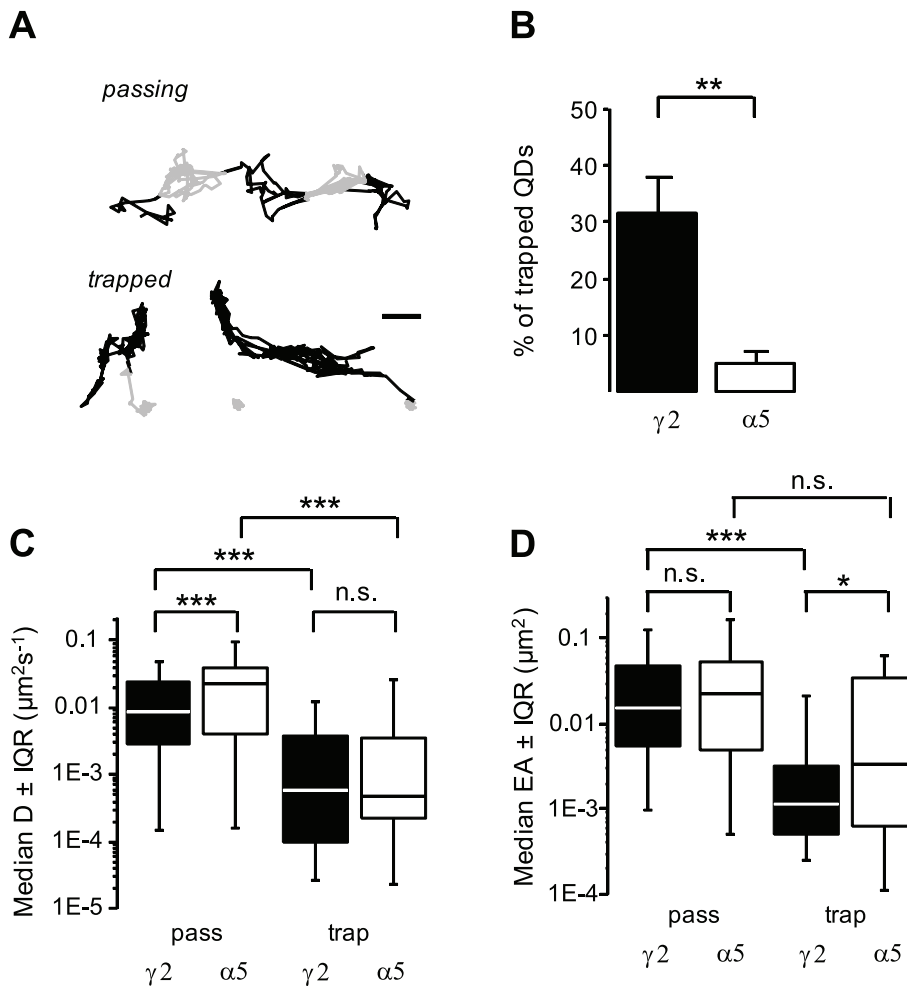 A
passing
trapped
B
**
50
40
30
20
10
% of trapped QDs
γ2 α5
C
***
***
***
n.s.
0.1
0.01
1E-3
1E-4
1E-5
Median D ± IQR (μm²s⁻¹)
pass trap
γ2 α5 γ2 α5
D
n.s.
***
n.s.
*
0.1
0.01
1E-3
1E-4
Median EA ± IQR (μm²)
pass trap
γ2 α5 γ2 α5